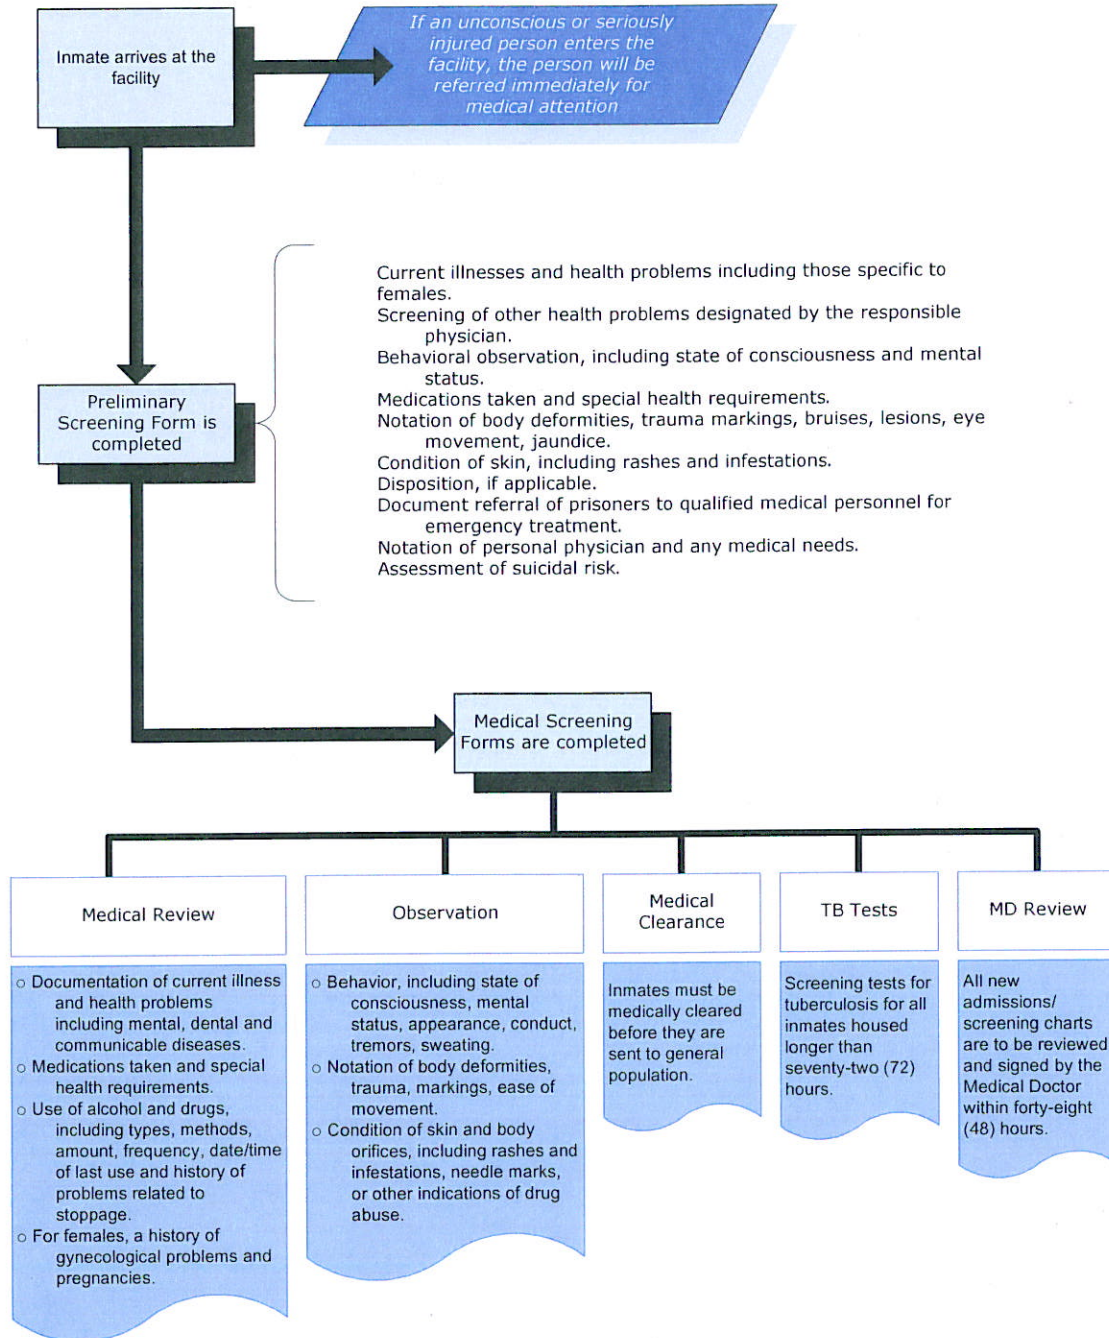 Inmate arrives at the
facility
If an unconscious or seriously
injured person enters the
facility, the person will be
referred immediately for
medical attention
Current illnesses and health problems including those specific to
females.
Screening of other health problems designated by the responsible
physician.
Behavioral observation, including state of consciousness and mental
status.
Medications taken and special health requirements.
Notation of body deformities, trauma markings, bruises, lesions, eye
movement, jaundice.
Condition of skin, including rashes and infestations.
Disposition, if applicable.
Document referral of prisoners to qualified medical personnel for
emergency treatment.
Notation of personal physician and any medical needs.
Assessment of suicidal risk.
Preliminary
Screening Form is
completed
Medical Screening
Forms are completed
Medical Review
○ Documentation of current illness
and health problems
including mental, dental and
communicable diseases.
○ Medications taken and special
health requirements.
○ Use of alcohol and drugs,
including types, methods,
amount, frequency, date/time
of last use and history of
problems related to
stoppage.
○ For females, a history of
gynecological problems and
pregnancies.
Observation
○ Behavior, including state of
consciousness, mental
status, appearance, conduct,
tremors, sweating.
○ Notation of body deformities,
trauma, markings, ease of
movement.
○ Condition of skin and body
orifices, including rashes and
infestations, needle marks,
or other indications of drug
abuse.
Medical
Clearance
Inmates must be
medically cleared
before they are
sent to general
population.
TB Tests
Screening tests for
tuberculosis for all
inmates housed
longer than
seventy-two (72)
hours.
MD Review
All new
admissions/
screening charts
are to be reviewed
and signed by the
Medical Doctor
within forty-eight
(48) hours.